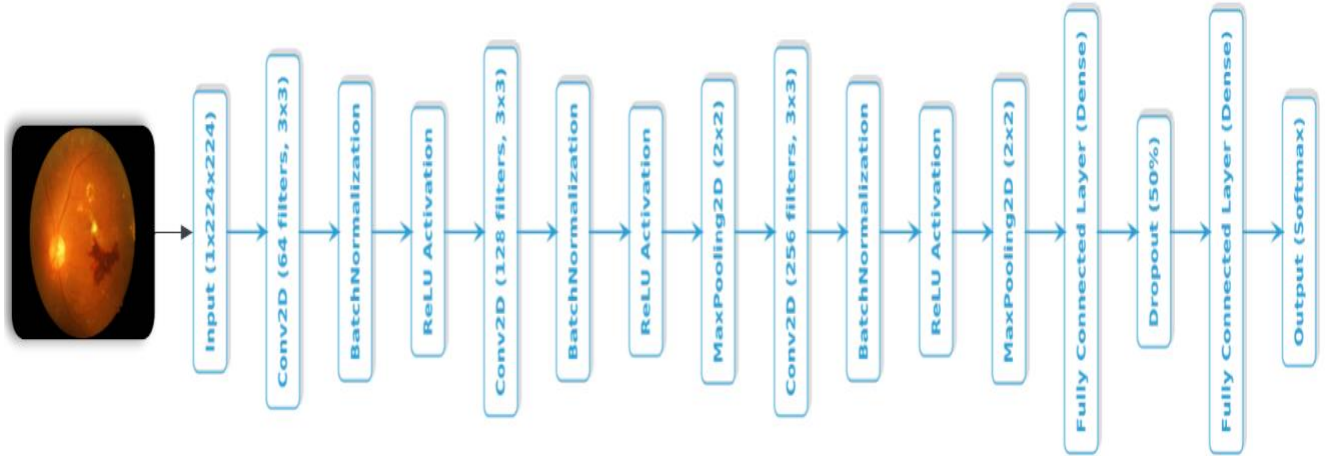 Input (1x224x224)
Conv2D (64 filters, 3x3)
BatchNormalization
ReLU Activation
Conv2D (128 filters, 3x3)
BatchNormalization
ReLU Activation
MaxPooling2D (2x2)
Conv2D (256 filters, 3x3)
BatchNormalization
ReLU Activation
MaxPooling2D (2x2)
Fully Connected Layer (Dense)
Dropout (50%)
Fully Connected Layer (Dense)
Output (Softmax)